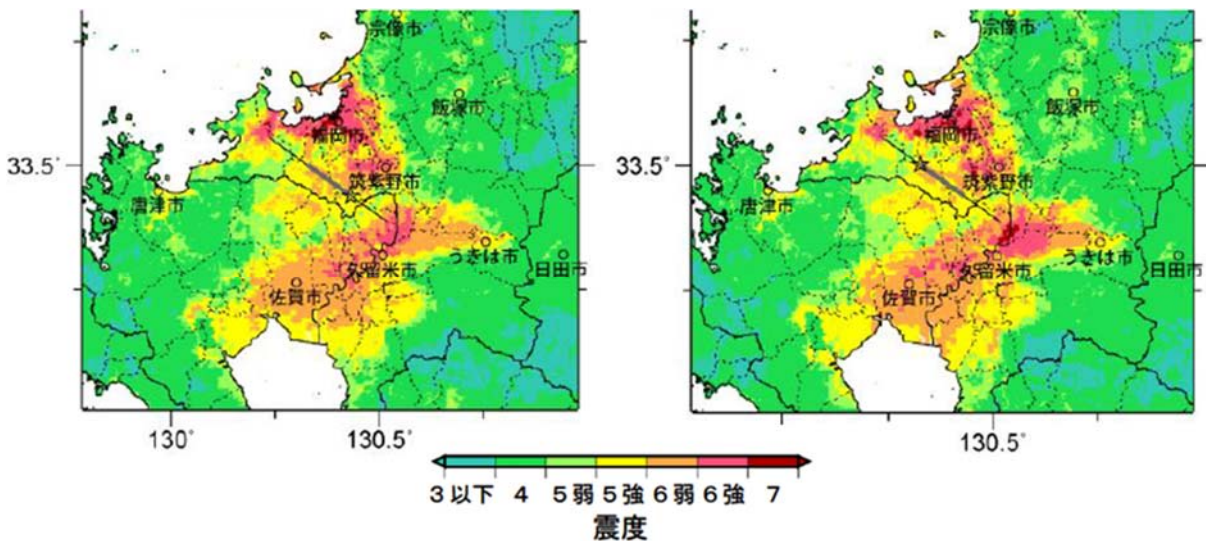 宗像市
飯塚市
福岡市
33.5°
筑紫野市
唐津市
久留米市
うきは市
日田市
佐賀市
130°
130.5°
宗像市
飯塚市
福岡市
33.5°
筑紫野市
唐津市
久留米市
うきは市
日田市
佐賀市
130.5°
3以下 4 5弱 5強 6弱 6強 7
震度